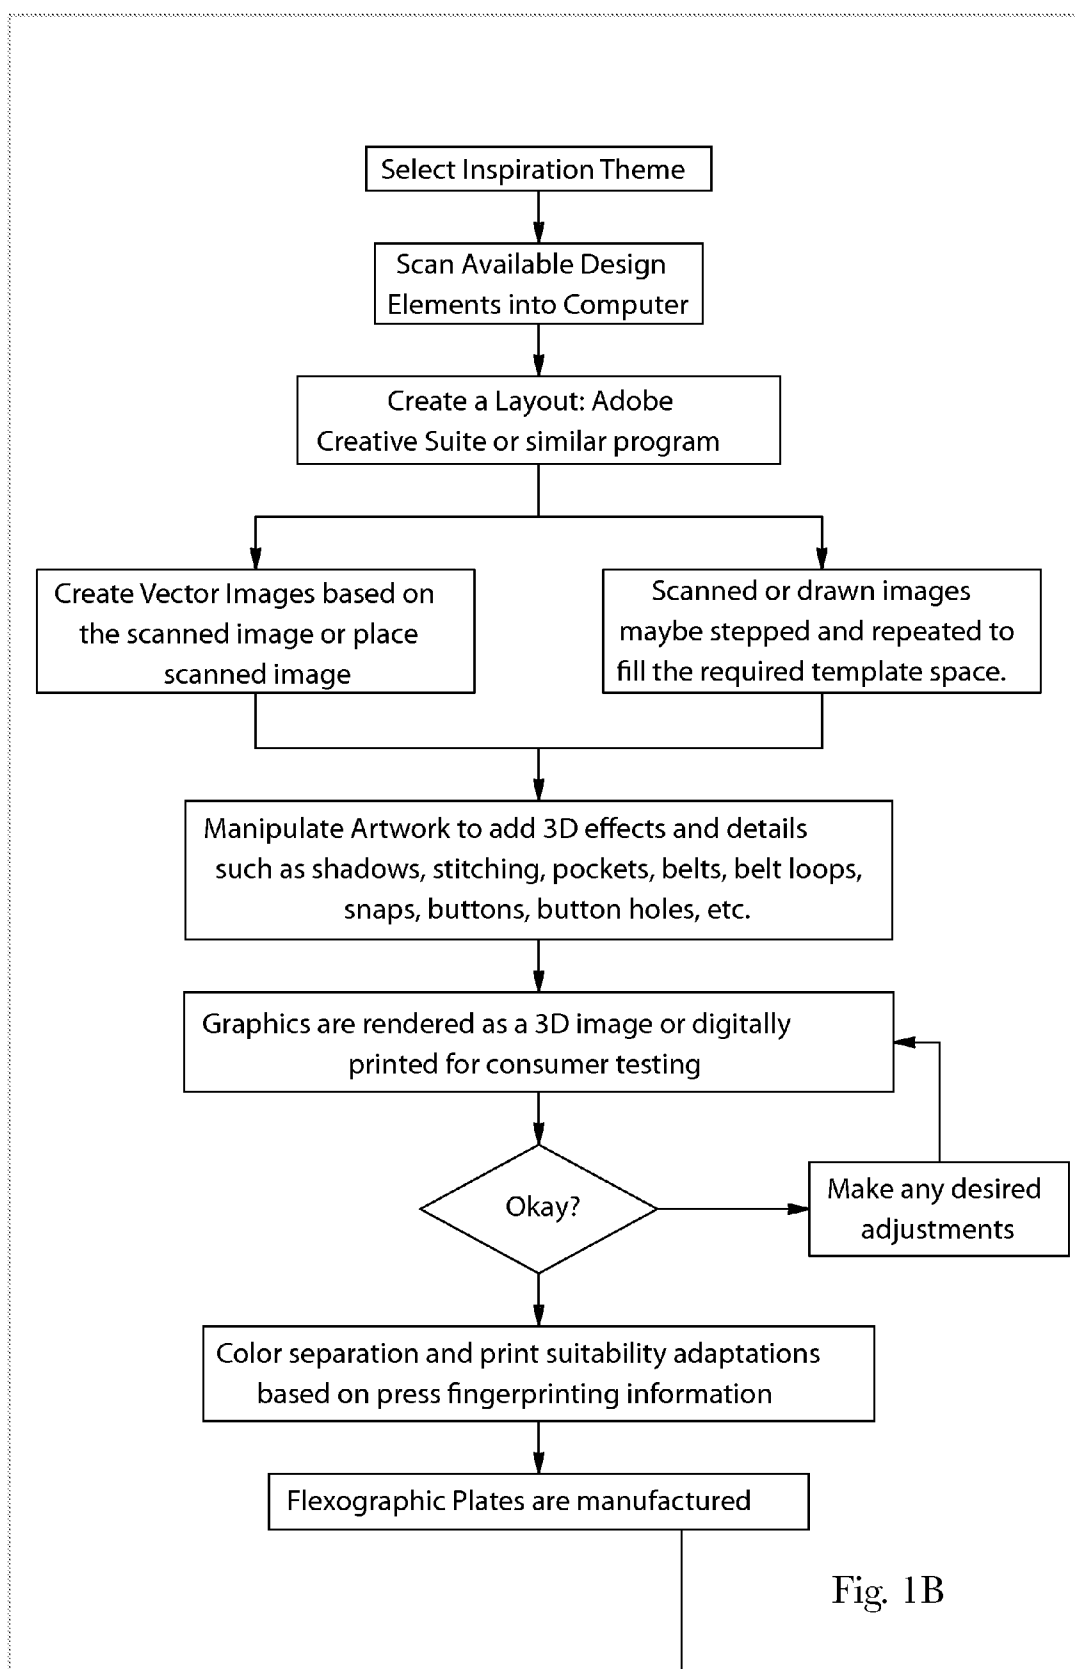 Select Inspiration Theme
Scan Available Design
Elements into Computer
Create a Layout: Adobe
Creative Suite or similar program
Create Vector Images based on
the scanned image or place
scanned image
Scanned or drawn images
maybe stepped and repeated to
fill the required template space.
Manipulate Artwork to add 3D effects and details
such as shadows, stitching, pockets, belts, belt loops,
snaps, buttons, button holes, etc.
Graphics are rendered as a 3D image or digitally
printed for consumer testing
Okay?
Make any desired
adjustments
Color separation and print suitability adaptations
based on press fingerprinting information
Flexographic Plates are manufactured
Fig. 1B